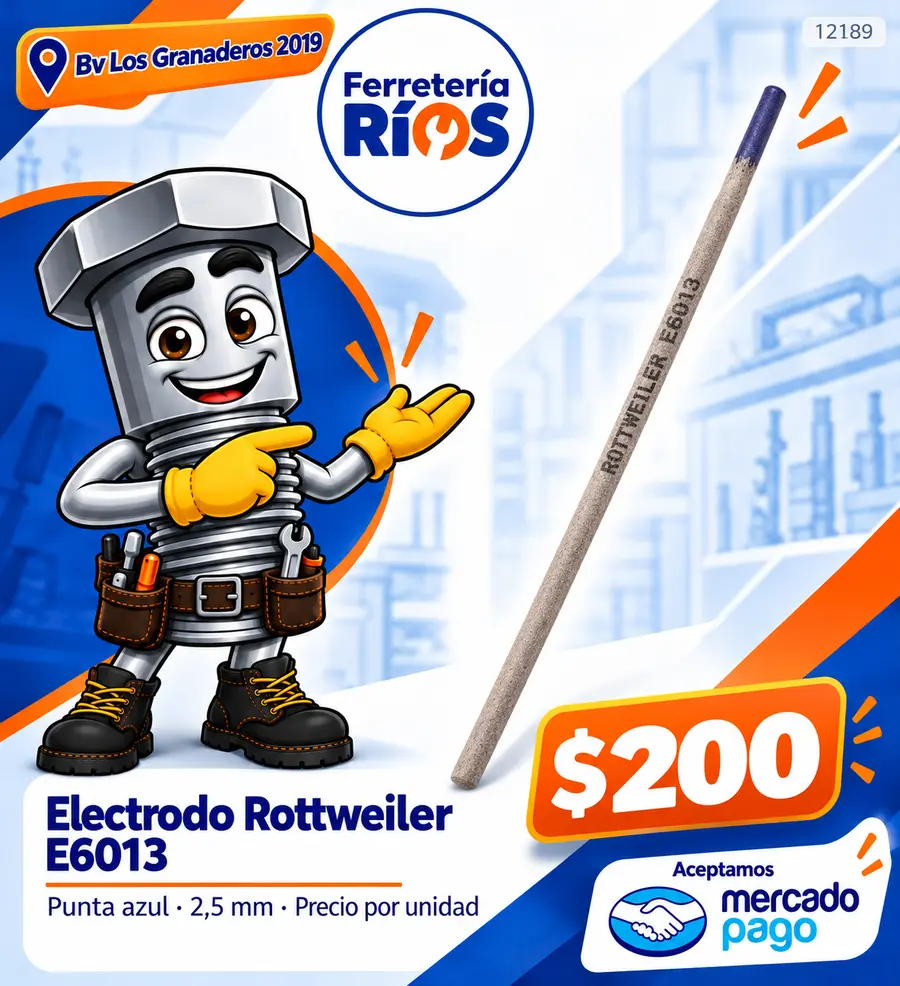 Bv Los Granaderos 2019
Ferretería
RÍOS
12189
ROTTWEILER E6013
$200
Electrodo Rottweiler
E6013
Punta azul · 2,5 mm · Precio por unidad
Aceptamos
mercado
pago